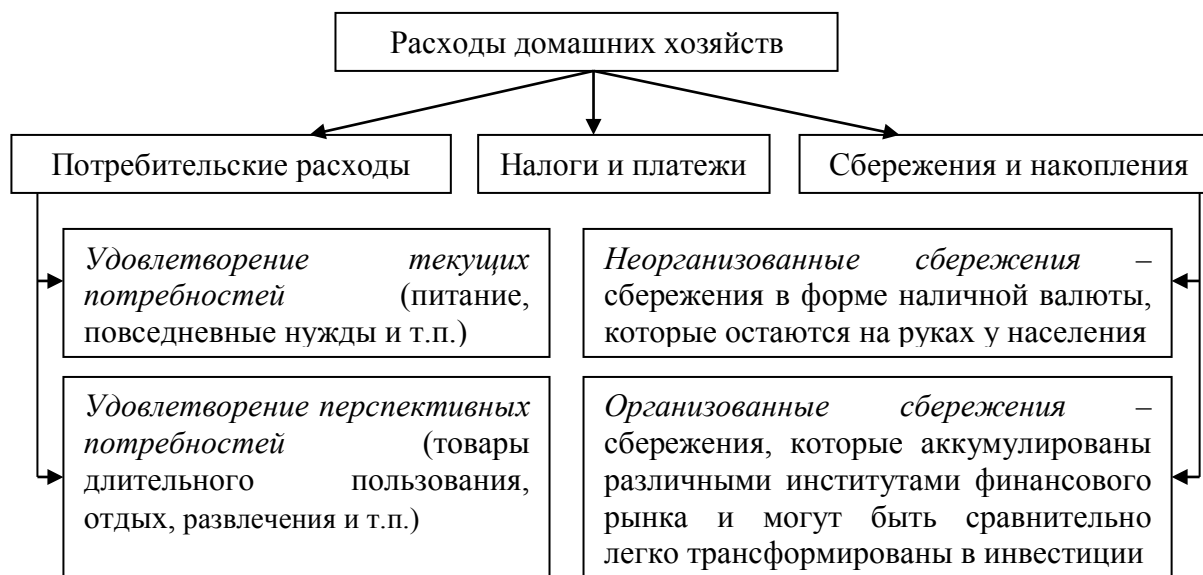 Расходы домашних хозяйств
Потребительские расходы
Налоги и платежи
Сбережения и накопления
Удовлетворение текущих
потребностей (питание,
повседневные нужды и т.п.)
Неорганизованные сбережения –
сбережения в форме наличной валюты,
которые остаются на руках у населения
Удовлетворение перспективных
потребностей (товары
длительного пользования,
отдых, развлечения и т.п.)
Организованные сбережения –
сбережения, которые аккумулированы
различными институтами финансового
рынка и могут быть сравнительно
легко трансформированы в инвестиции